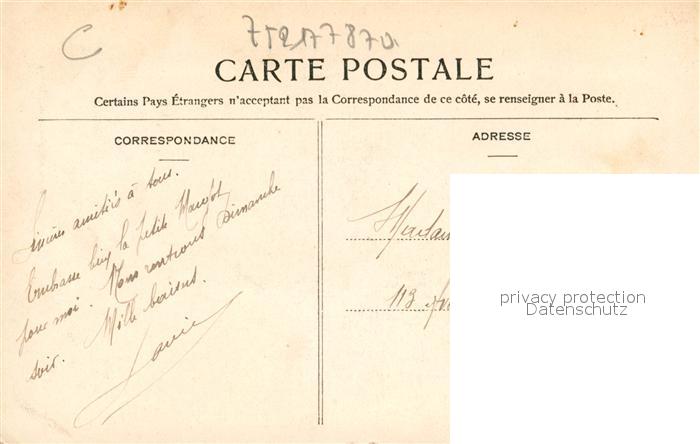 C 75217787a
CARTE POSTALE
Certains Pays Étrangers n'acceptant pas la Correspondance de ce côté, se renseigner à la Poste.
CORRESPONDANCE
Sincères amitiés à tous.
Embrasse bien la petite Margot
pour moi. Nous rentrons Dimanche
soir. Mille baisers.
ADRESSE
Madam
113
privacy protection
Datenschutz